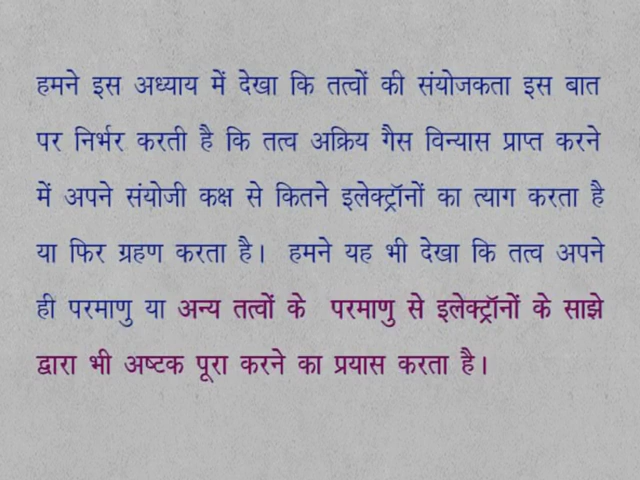 हमने इस अध्याय में देखा कि तत्वों की संयोजकता इस बात
पर निर्भर करती है कि तत्व अक्रिय गैस विन्यास प्राप्त करने
में अपने संयोजी कक्ष से कितने इलेक्ट्रॉनों का त्याग करता है
या फिर ग्रहण करता है। हमने यह भी देखा कि तत्व अपने
ही परमाणु या अन्य तत्वों के परमाणु से इलेक्ट्रॉनों के साझे
द्वारा भी अष्टक पूरा करने का प्रयास करता है।